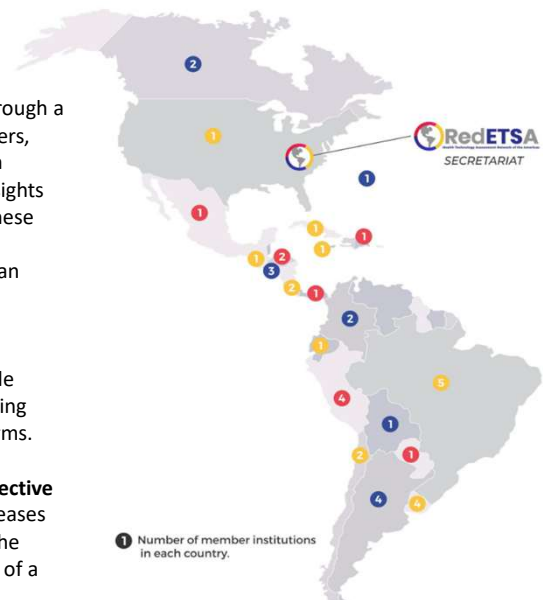 rough a
ers,
ights
hese
an
le
ing
rms.
ective
eases
he
of a
2
1
RedETSA
SECRETARIAT
1
1
1
1
1
1
2
3
2
1
2
1
5
4
1
2
1
4
4
1 Number of member institutions
in each country.